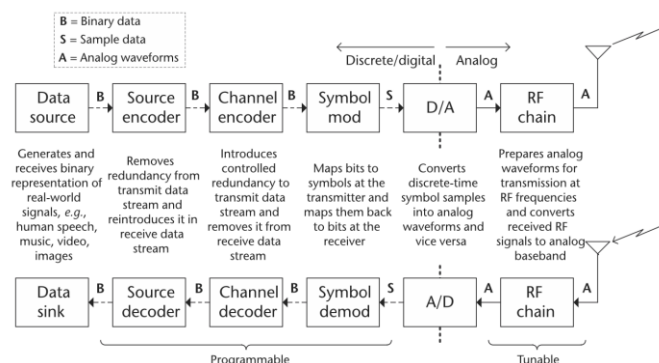 B = Binary data
S = Sample data
A = Analog waveforms
Discrete/digital Analog
Data source
B
Source encoder
B
Channel encoder
B
Symbol mod
S
D/A
A
RF chain
A
Generates and
receives binary
representation of
real-world
signals, e.g.,
human speech,
music, video,
images
Removes redundancy from
transmit data
stream and
reintroduces it in
receive data
stream
Introduces
controlled
redundancy to
transmit data
stream and
removes it from
receive data stream
Maps bits to
symbols at the
transmitter and
maps them back
to bits at the
receiver
Converts
discrete-time
symbol samples
into analog
waveforms and
vice versa
Prepares analog
waveforms for
transmission at
RF frequencies
and converts
received RF
signals to analog
baseband
Data sink
B
Source decoder
B
Channel decoder
B
Symbol demod
S
A/D
A
RF chain
A
Programmable
Tunable